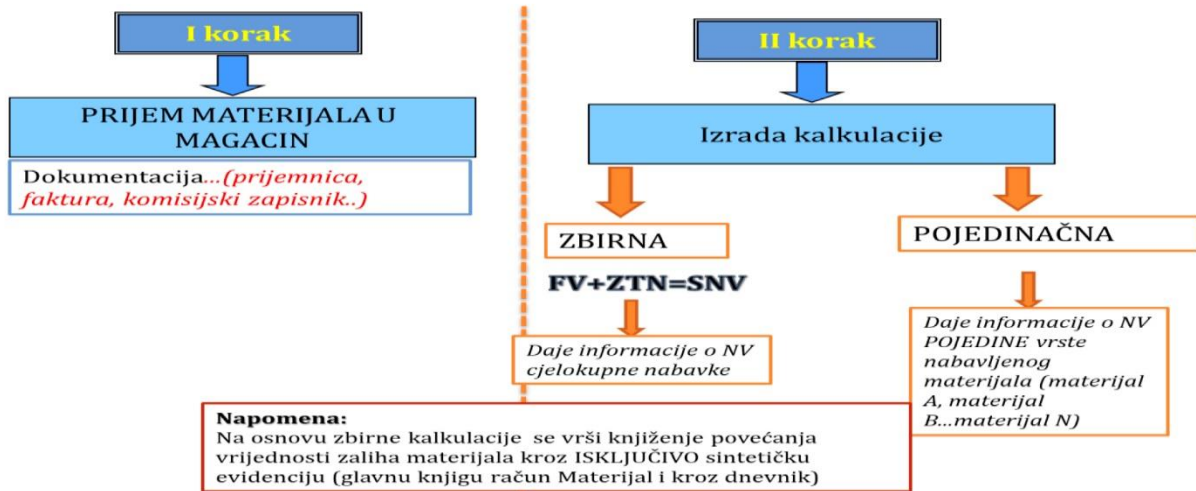 I korak
PRIJEM MATERIJALA U
MAGACIN
Dokumentacija...(prijemnica,
faktura, komisijski zapisnik..)
II korak
Izrada kalkulacije
ZBIRNA
FV+ZTN=SNV
Daje informacije o NV
cjelokupne nabavke
POJEDINAČNA
Daje informacije o NV
POJEDINE vrste
nabavljenog
materijala (materijal
A, materijal
B...materijal N)
Napomena:
Na osnovu zbirne kalkulacije se vrši knjiženje povećanja
vrijednosti zaliha materijala kroz ISKLJUČIVO sintetičku
evidenciju (glavnu knjigu račun Materijal i kroz dnevnik)